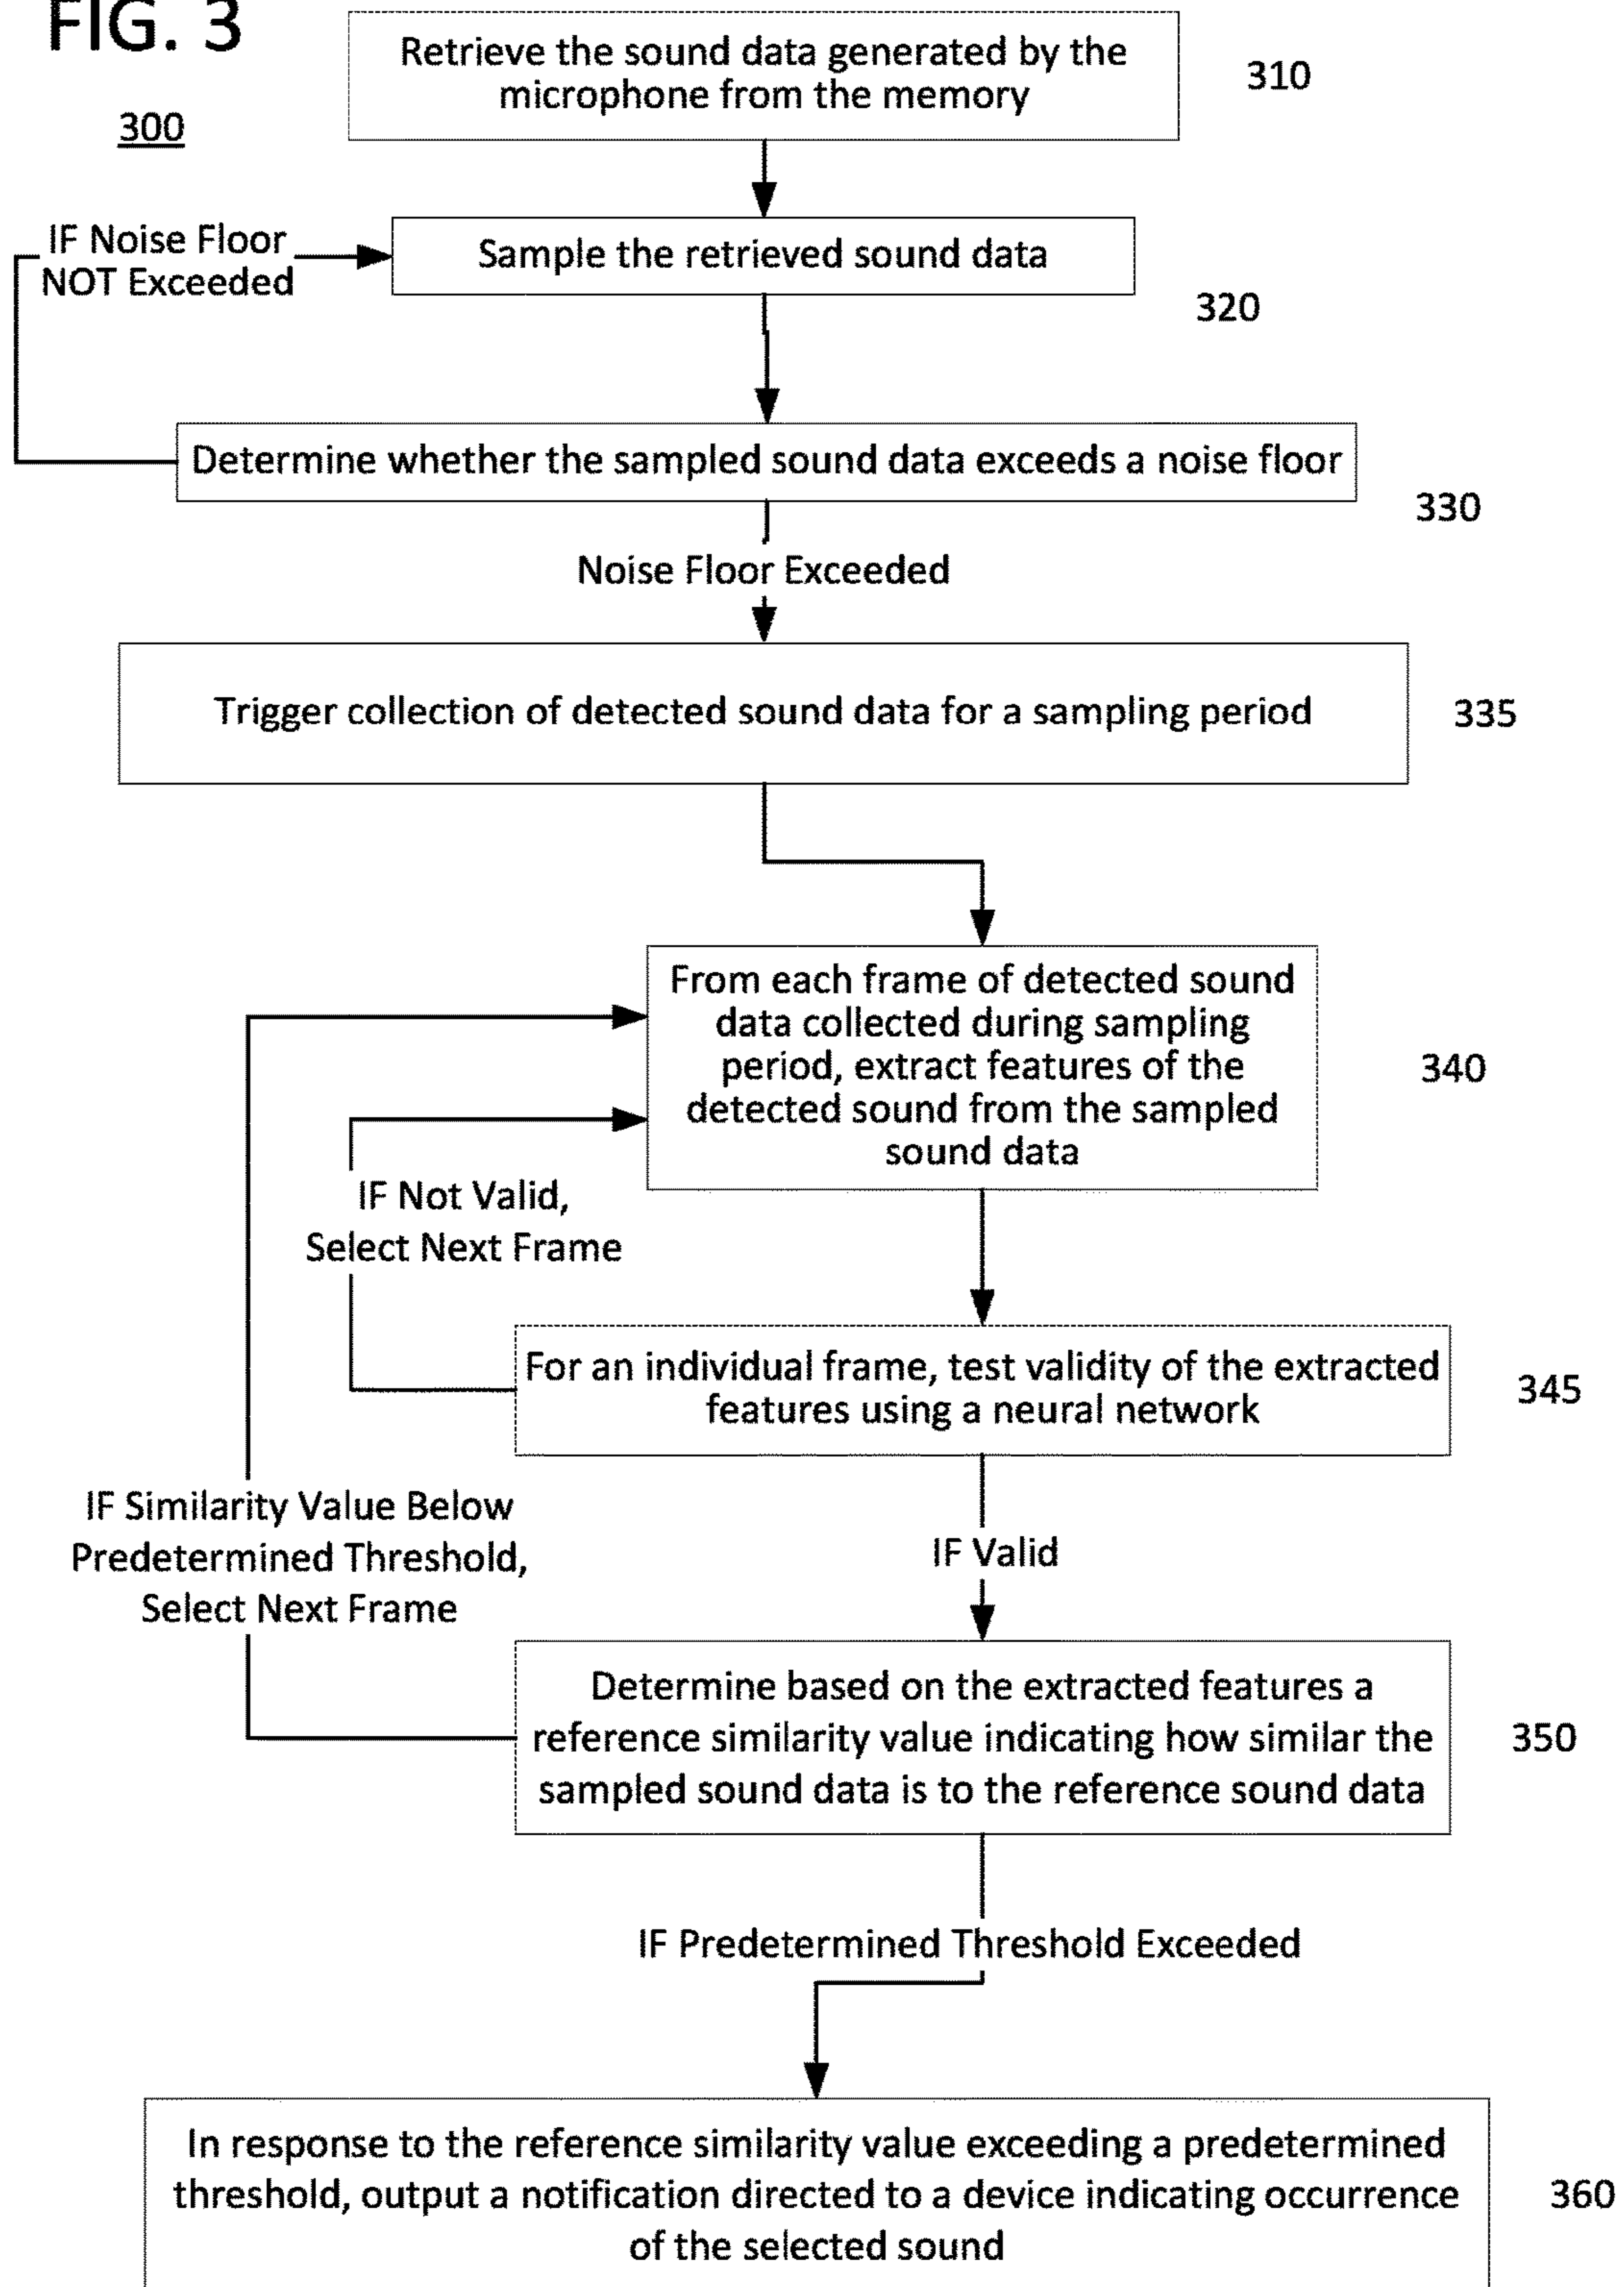 FIG. 3
300
Retrieve the sound data generated by the
microphone from the memory
310
IF Noise Floor
NOT Exceeded
Sample the retrieved sound data
320
Determine whether the sampled sound data exceeds a noise floor
330
Noise Floor Exceeded
Trigger collection of detected sound data for a sampling period
335
From each frame of detected sound
data collected during sampling
period, extract features of the
detected sound from the sampled
sound data
340
IF Not Valid,
Select Next Frame
For an individual frame, test validity of the extracted
features using a neural network
345
IF Similarity Value Below
Predetermined Threshold,
Select Next Frame
IF Valid
Determine based on the extracted features a
reference similarity value indicating how similar the
sampled sound data is to the reference sound data
350
IF Predetermined Threshold Exceeded
In response to the reference similarity value exceeding a predetermined
threshold, output a notification directed to a device indicating occurrence
of the selected sound
360